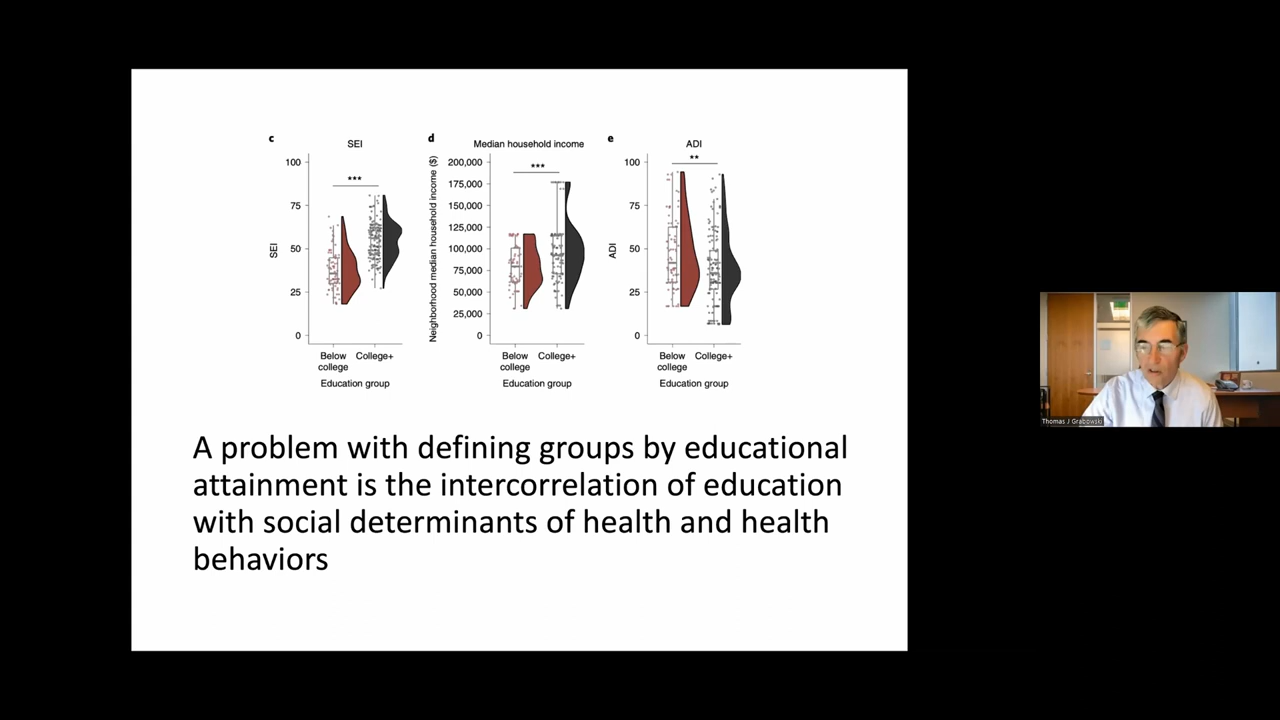 c
SEI
100
75
50
25
0
SEI
***
Below
college
College+
Education group
d
Median household income
200,000
175,000
150,000
125,000
100,000
75,000
50,000
25,000
0
Neighborhood median household income ($)
***
Below
college
College+
Education group
e
ADI
100
75
50
25
0
ADI
**
Below
college
College+
Education group
A problem with defining groups by educational
attainment is the intercorrelation of education
with social determinants of health and health
behaviors
Thomas J Grabowski